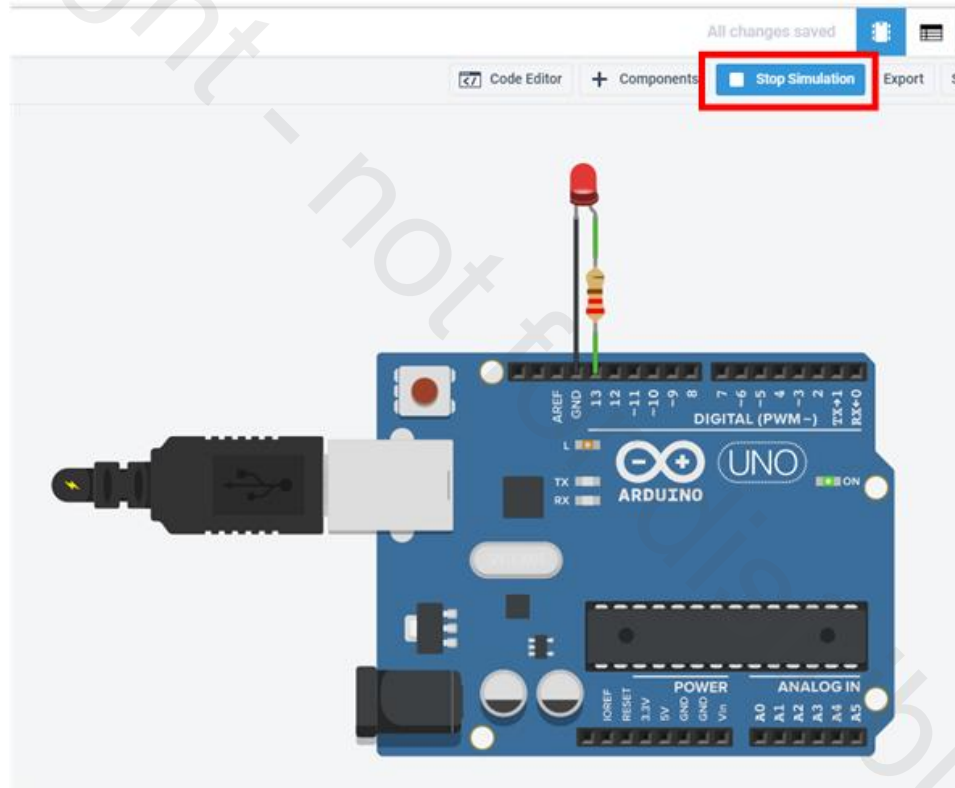 All changes saved
Code Editor
+ Components
Stop Simulation
Export
S
AREF
GND
13
12
~11
~10
~9
8
7
~6
~5
4
~3
2
TX→1
RX←0
DIGITAL (PWM~)
L
TX
RX
ARDUINO
UNO
ON
IOREF
RESET
3.3V
5V
GND
GND
Vin
POWER
ANALOG IN
A0
A1
A2
A3
A4
A5